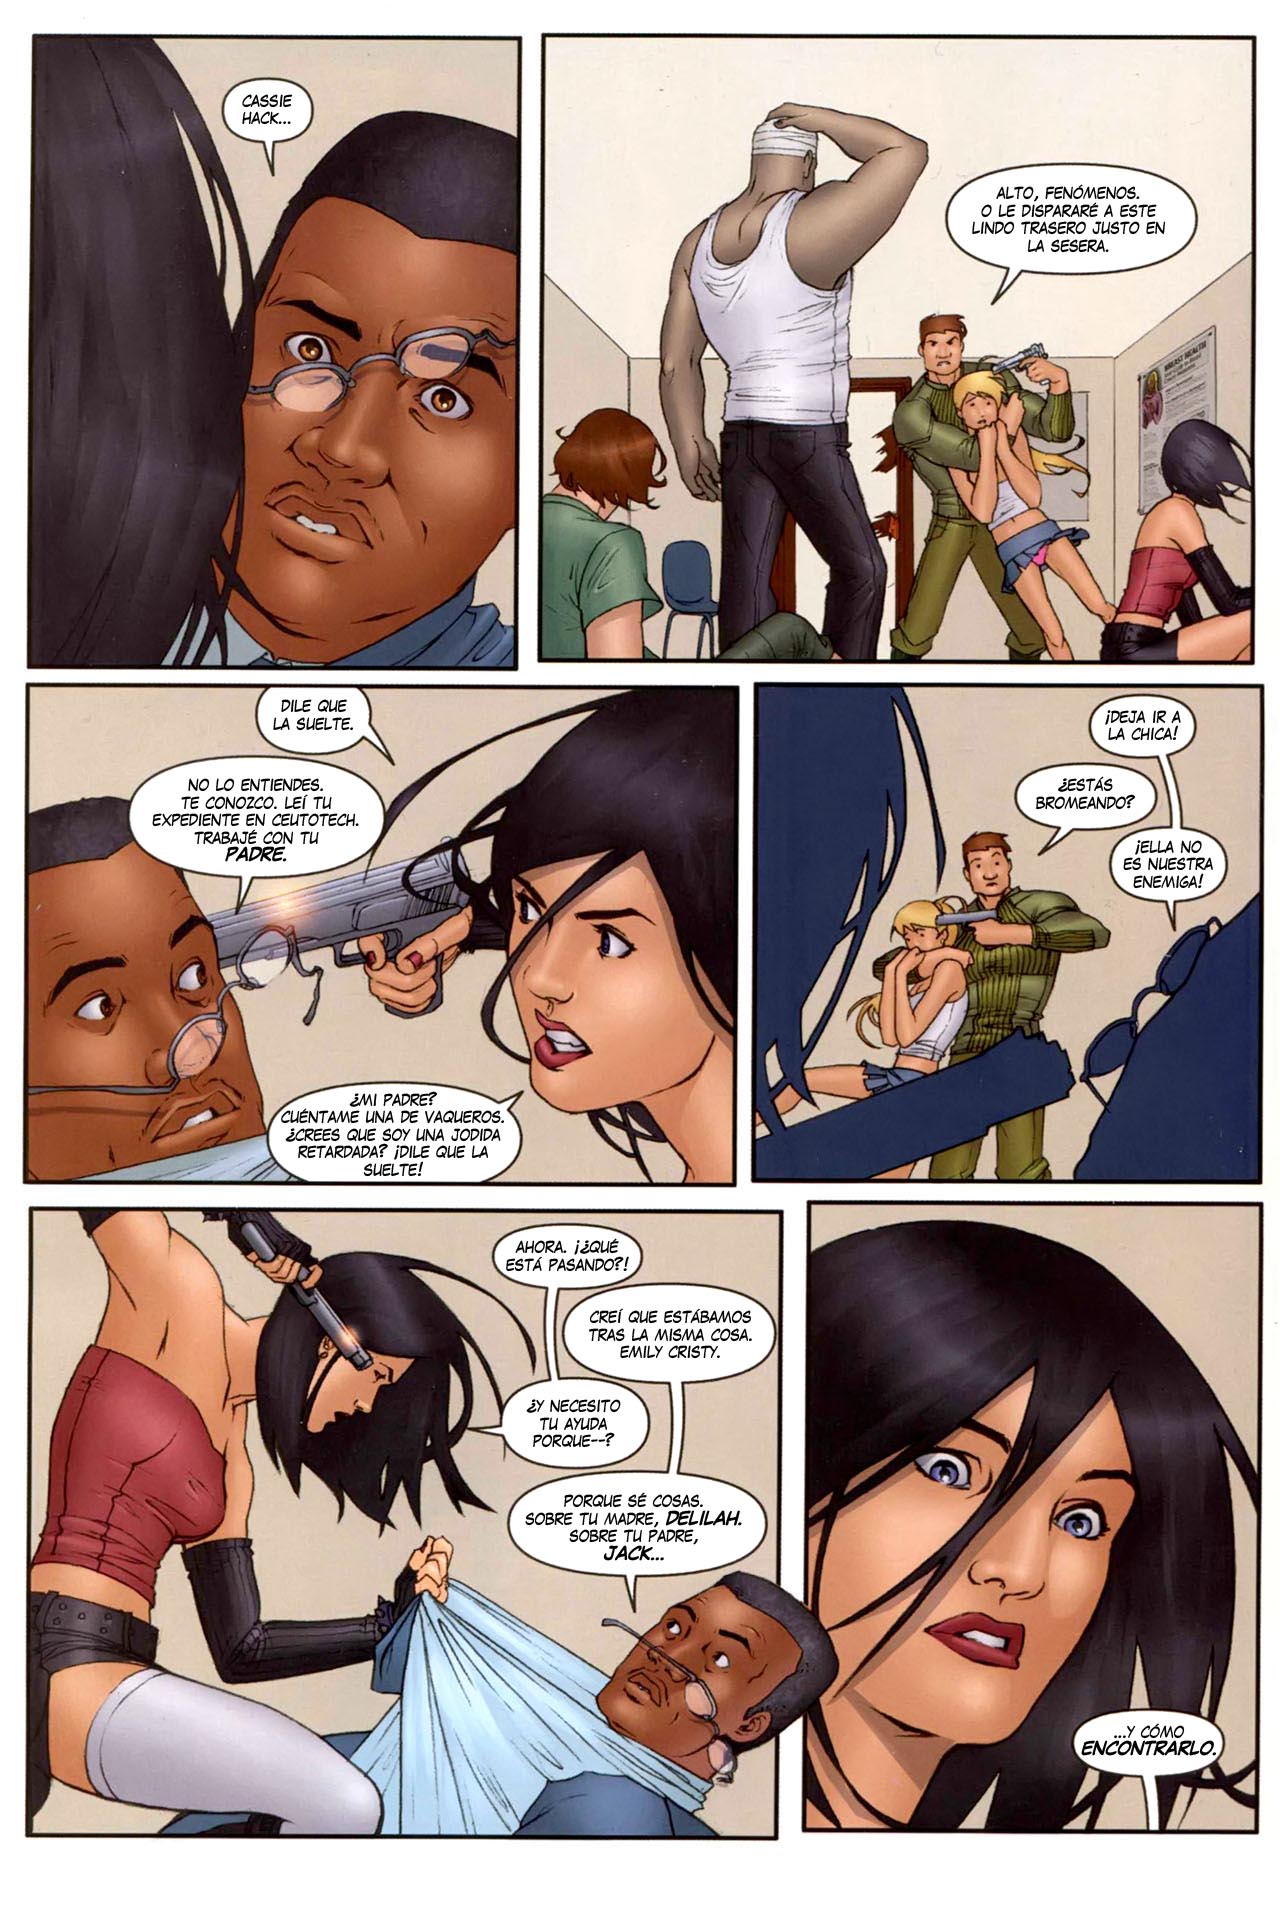 CASSIE
HACK...
ALTO, FENÓMENOS.
O LE DISPARARÉ A ESTE
LINDO TRASERO JUSTO EN
LA SESERA.
BREAST HEALTH
DILE QUE
LA SUELTE.
NO LO ENTIENDES.
TE CONOZCO. LEÍ TU
EXPEDIENTE EN CEUTOTECH.
TRABAJÉ CON TU
PADRE.
¿MI PADRE?
CUÉNTAME UNA DE VAQUEROS.
¿CREES QUE SOY UNA JODIDA
RETARDADA? ¡DILE QUE LA
SUELTE!
¡DEJA IR A
LA CHICA!
¿ESTÁS
BROMEANDO?
¡ELLA NO
ES NUESTRA
ENEMIGA!
AHORA. ¡¿QUÉ
ESTÁ PASANDO?!
CREÍ QUE ESTÁBAMOS
TRAS LA MISMA COSA.
EMILY CRISTY.
¿Y NECESITO
TU AYUDA
PORQUE--?
PORQUE SÉ COSAS.
SOBRE TU MADRE, DELILAH.
SOBRE TU PADRE,
JACK...
...Y CÓMO
ENCONTRARLO.